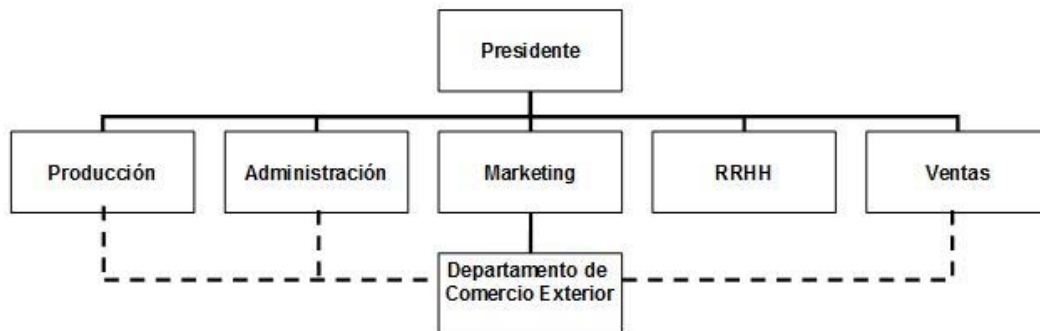 Presidente
Producción
Administración
Marketing
RRHH
Ventas
Departamento de
Comercio Exterior